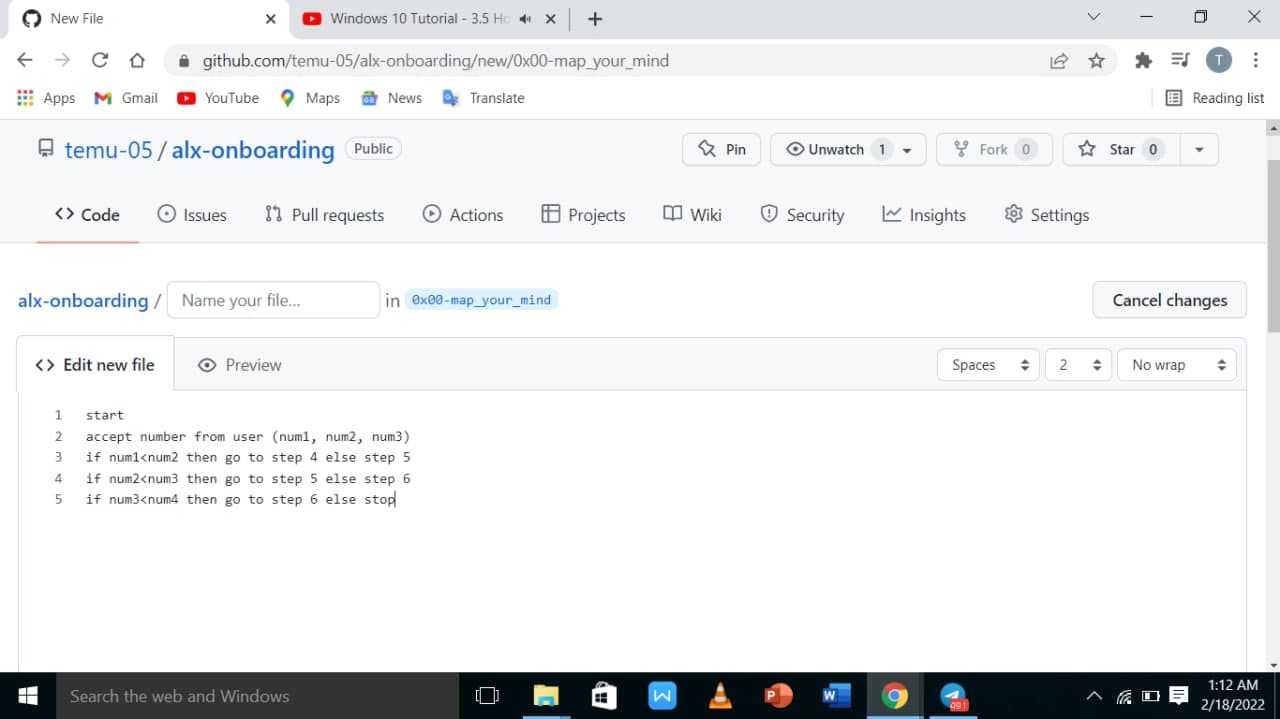 New File
Windows 10 Tutorial - 3.5 Ho
github.com/temu-05/alx-onboarding/new/0x00-map_your_mind
T
Apps Gmail YouTube Maps News Translate Reading list
temu-05 / alx-onboarding Public Pin Unwatch 1 Fork 0 Star 0
<> Code Issues Pull requests Actions Projects Wiki Security Insights Settings
alx-onboarding / Name your file... in 0x00-map_your_mind Cancel changes
<> Edit new file Preview Spaces 2 No wrap
1 start
2 accept number from user (num1, num2, num3)
3 if num1<num2 then go to step 4 else step 5
4 if num2<num3 then go to step 5 else step 6
5 if num3<num4 then go to step 6 else stop
Search the web and Windows
1:12 AM
2/18/2022